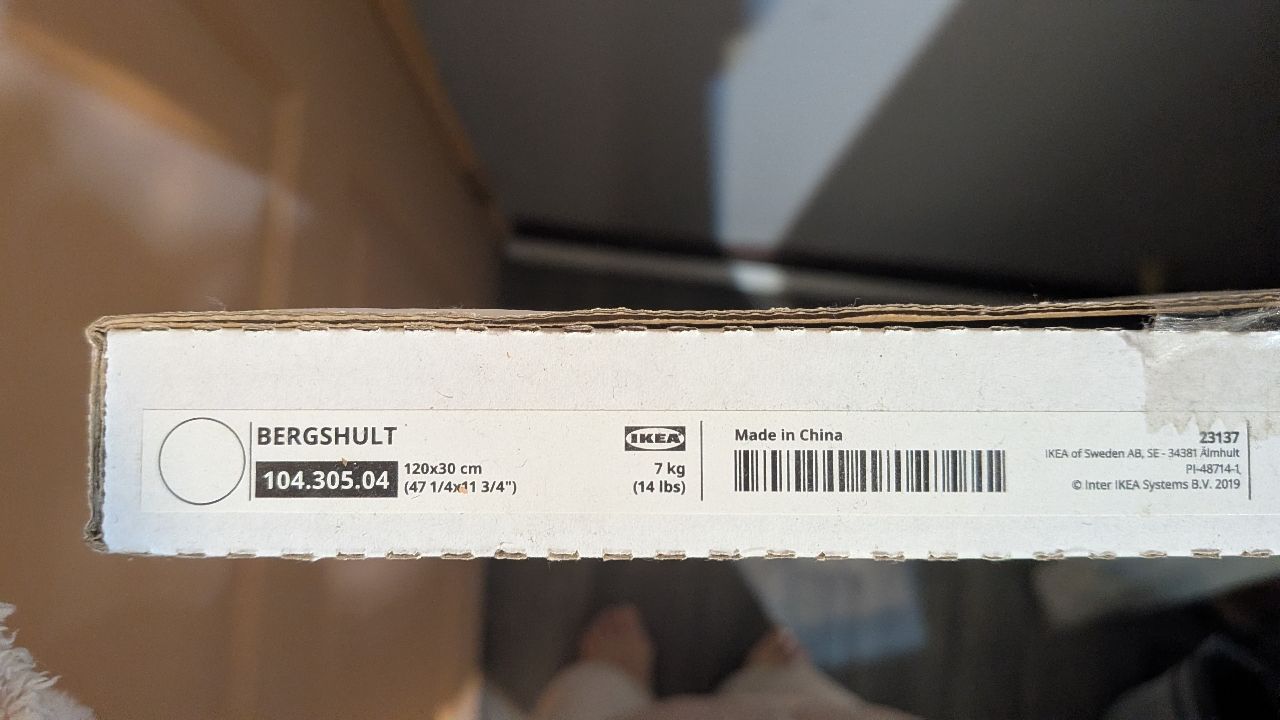 BERGSHULT
104.305.04
120x30 cm
(47 1/4x11 3/4")
IKEA
7 kg
(14 lbs)
Made in China
23137
IKEA of Sweden AB, SE - 34381 Älmhult
PI-48714-1
© Inter IKEA Systems B.V. 2019